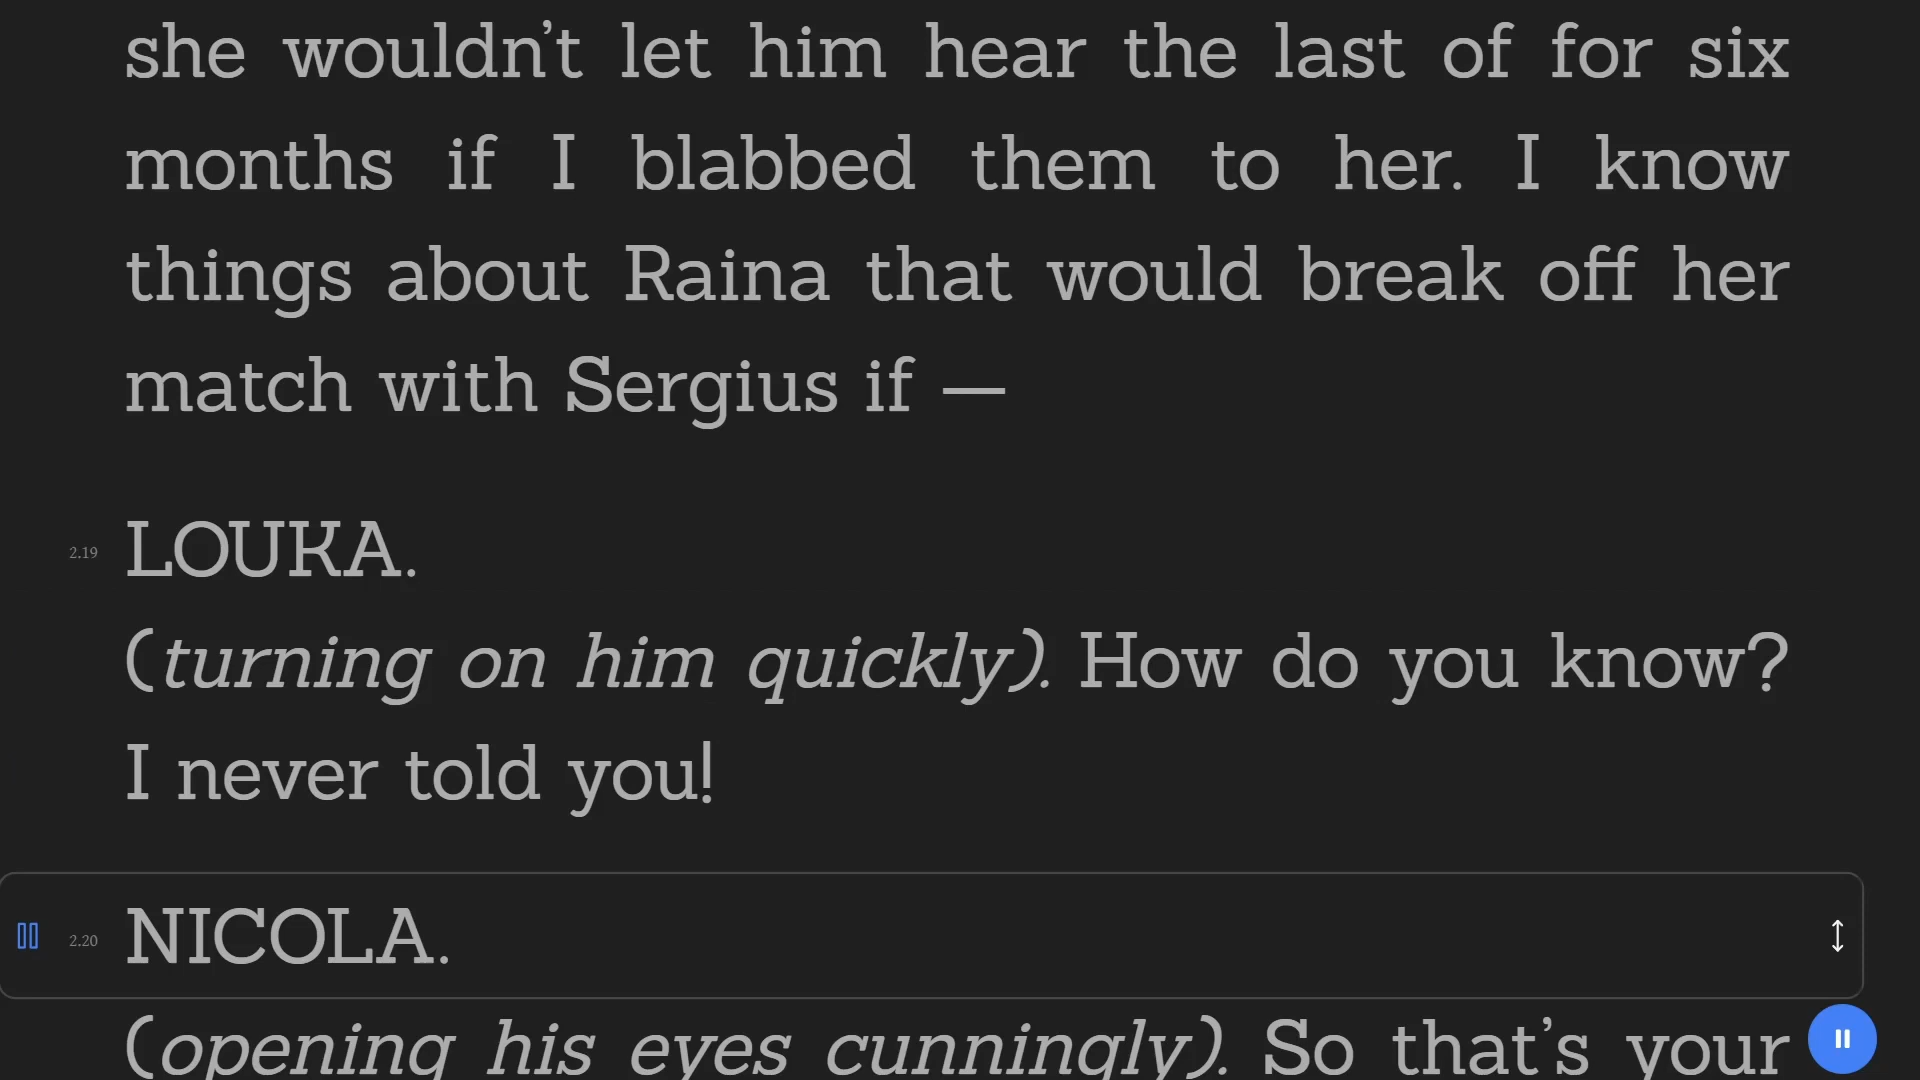 she wouldn’t let him hear the last of for six
months if I blabbed them to her. I know
things about Raina that would break off her
match with Sergius if —
2.19 LOUKA.
(turning on him quickly). How do you know?
I never told you!
2.20 NICOLA.
(opening his eyes cunningly). So that’s your